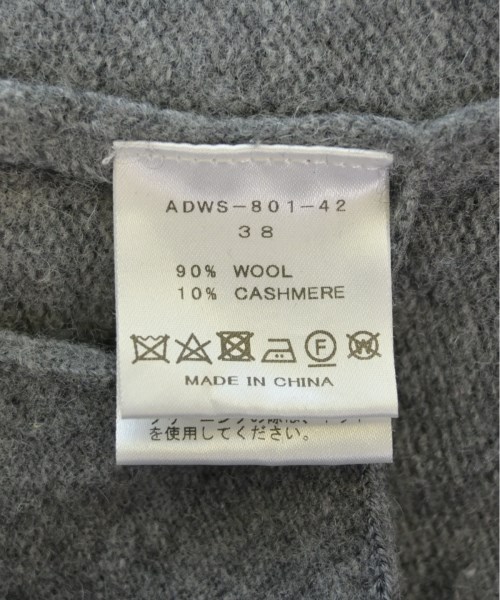 ADWS-801-42
38
90% WOOL
10% CASHMERE
F W
MADE IN CHINA
を使用してください。